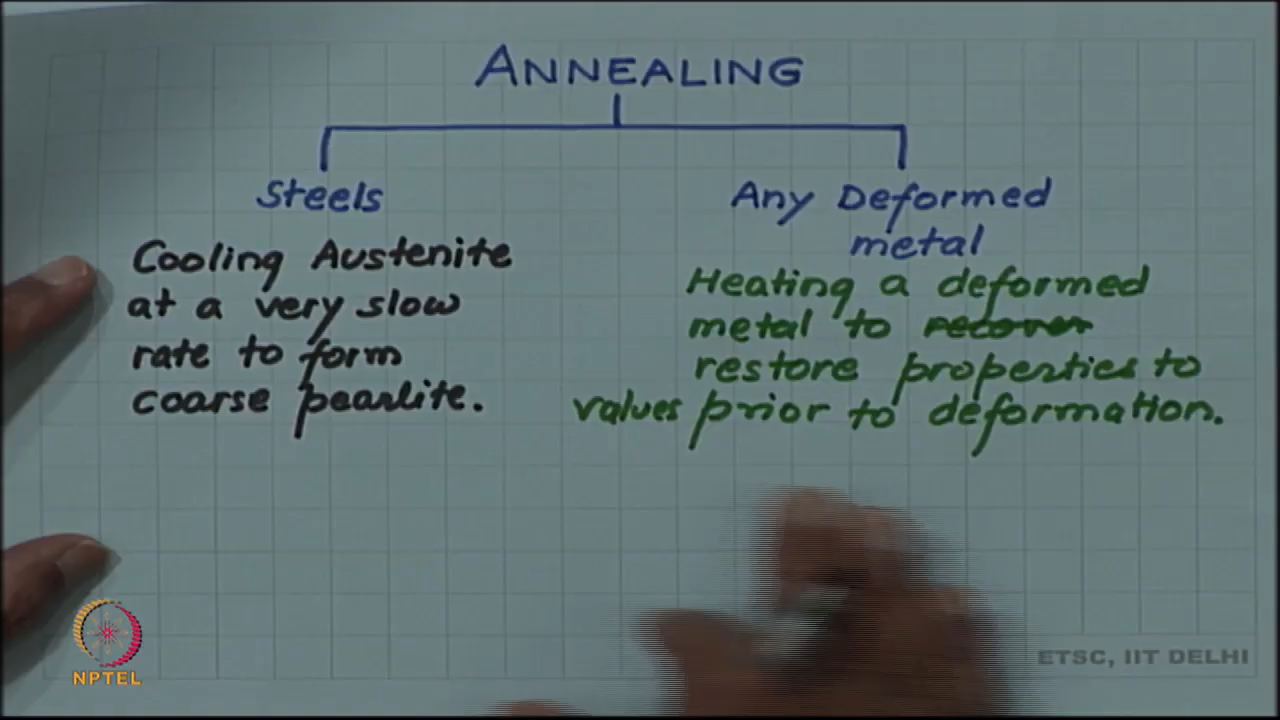 ANNEALING
Steels
Cooling Austenite
at a very slow
rate to form
coarse pearlite.
Any Deformed
metal
Heating a deformed
metal to recover
restore properties to
values prior to deformation.
NPTEL
ETSC, IIT DELHI